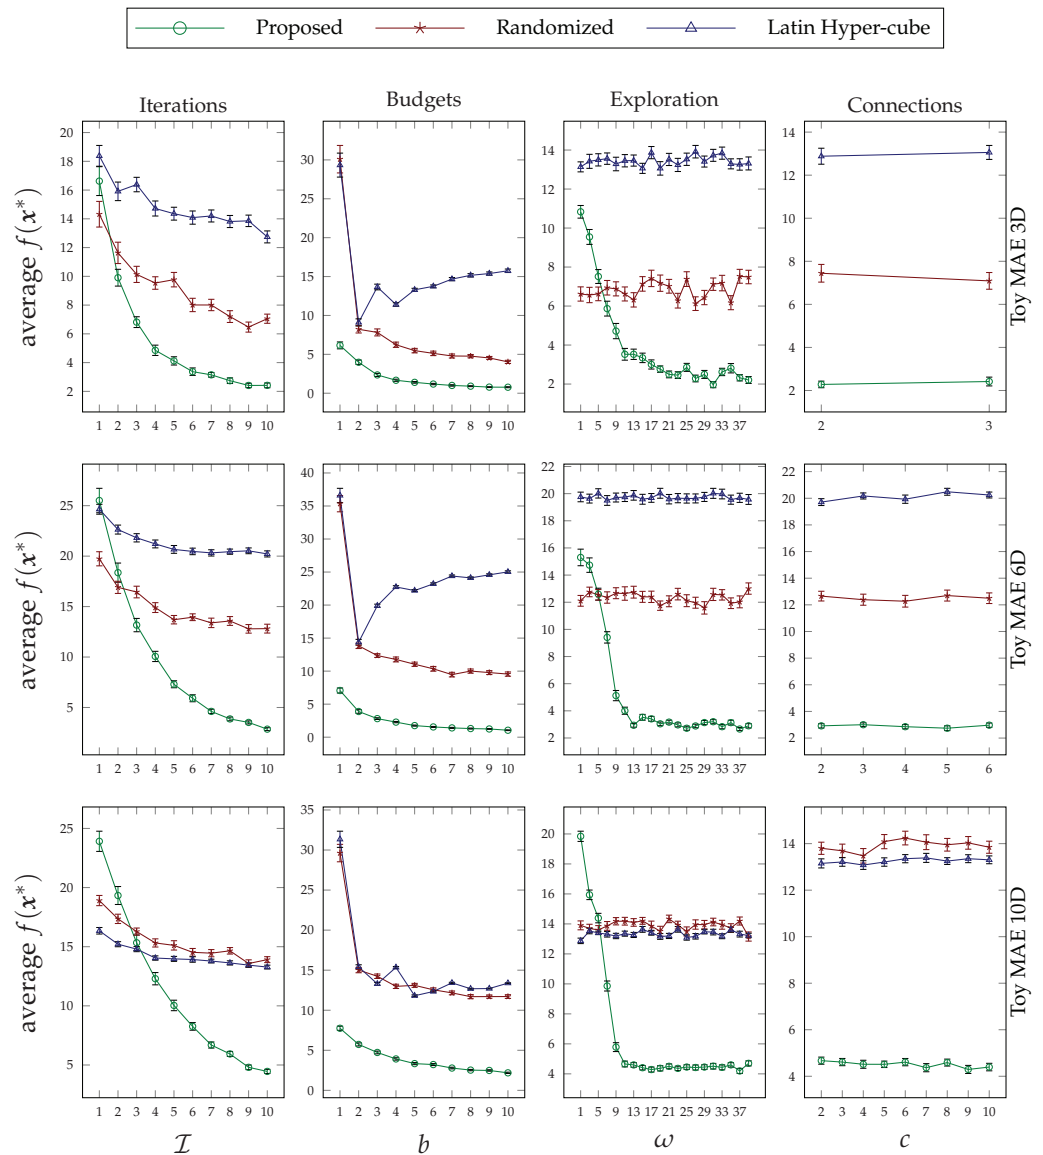 Proposed Randomized Latin Hyper-cube
Iterations Budgets Exploration Connections
average f(x*)
2 4 6 8 10 12 14 16 18 20
1 2 3 4 5 6 7 8 9 10
0 5 10 15 20 25 30
1 2 3 4 5 6 7 8 9 10
2 4 6 8 10 12 14
1 5 9 13 17 21 25 29 33 37
2 4 6 8 10 12 14
2 3
Toy MAE 3D
average f(x*)
5 10 15 20 25
1 2 3 4 5 6 7 8 9 10
0 5 10 15 20 25 30 35 40
1 2 3 4 5 6 7 8 9 10
2 4 6 8 10 12 14 16 18 20 22
1 5 9 13 17 21 25 29 33 37
2 4 6 8 10 12 14 16 18 20 22
2 3 4 5 6
Toy MAE 6D
average f(x*)
5 10 15 20 25
1 2 3 4 5 6 7 8 9 10
0 5 10 15 20 25 30 35
1 2 3 4 5 6 7 8 9 10
4 6 8 10 12 14 16 18 20
1 5 9 13 17 21 25 29 33 37
4 6 8 10 12 14
2 3 4 5 6 7 8 9 10
Toy MAE 10D
I b ω c